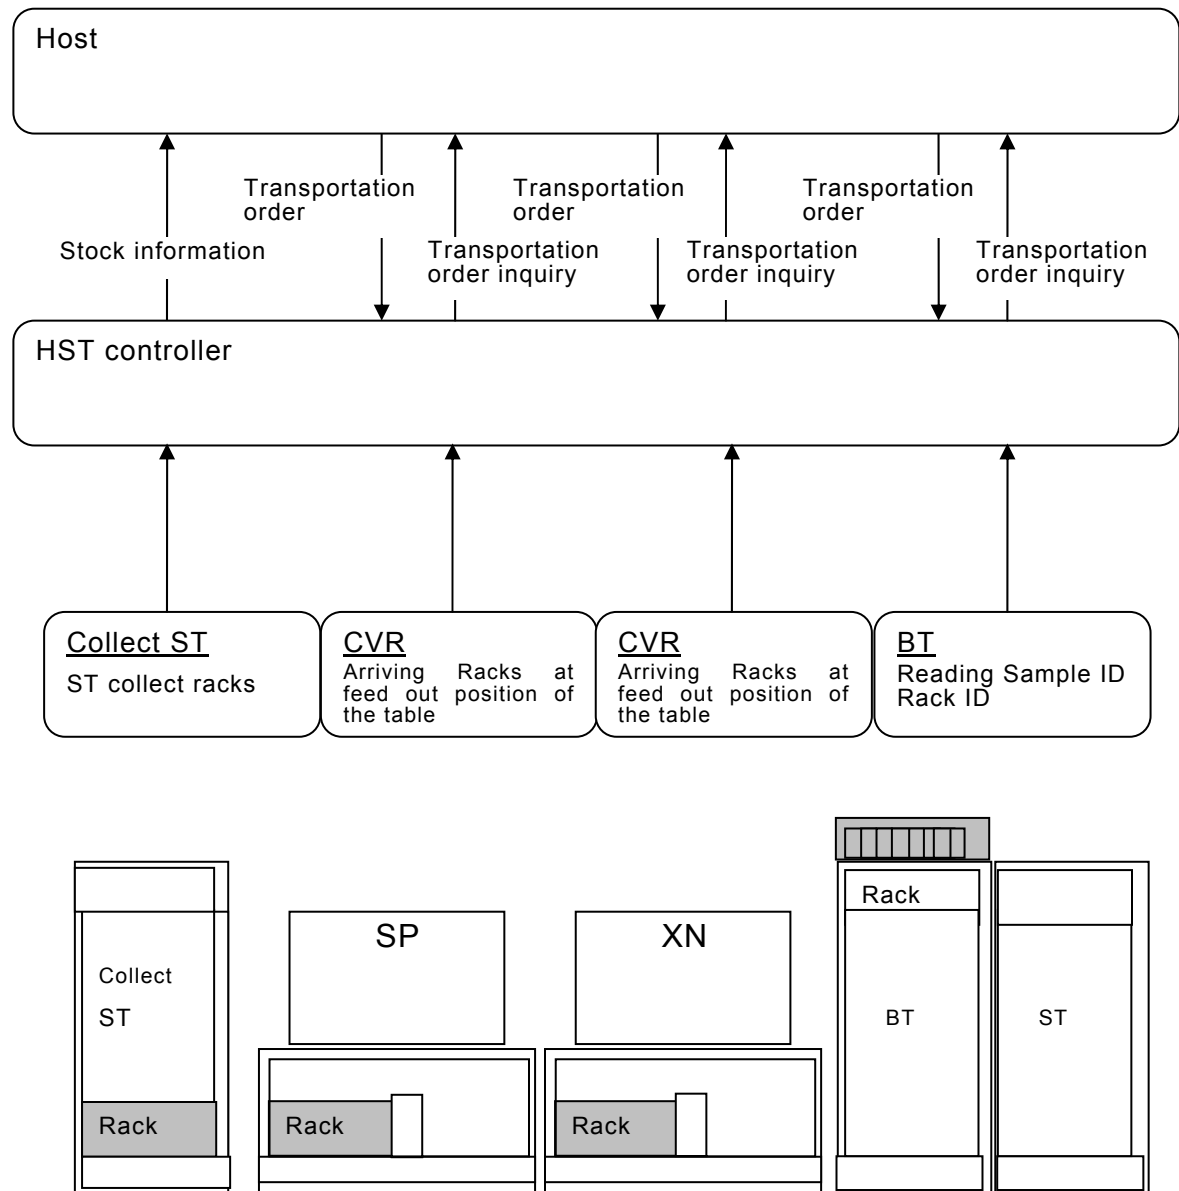 Host
Transportation
order
Transportation
order
Transportation
order
Stock information
Transportation
order inquiry
Transportation
order inquiry
Transportation
order inquiry
HST controller
Collect ST
ST collect racks
CVR
Arriving Racks at
feed out position of
the table
CVR
Arriving Racks at
feed out position of
the table
BT
Reading Sample ID
Rack ID
Collect
ST
Rack
SP
Rack
XN
Rack
Rack
BT
ST